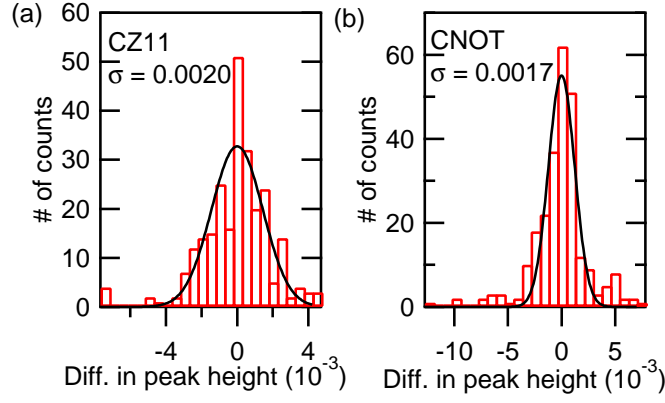 (a)
CZ11
σ = 0.0020
60
50
40
30
20
10
0
# of counts
-4
0
4
Diff. in peak height (10⁻³)
(b)
CNOT
σ = 0.0017
60
40
20
0
# of counts
-10
-5
0
5
Diff. in peak height (10⁻³)